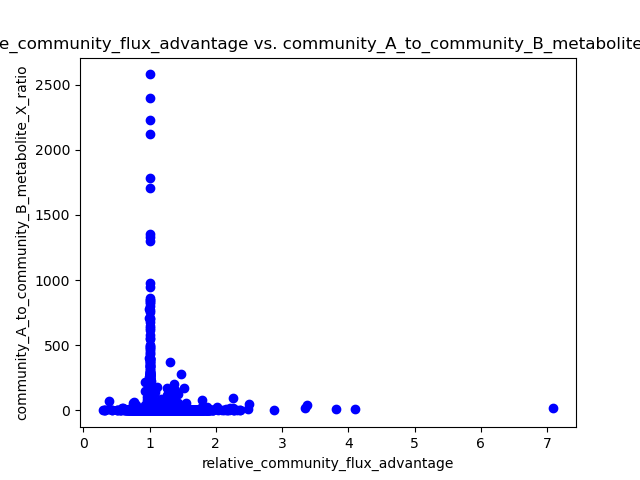 e_community_flux_advantage vs. community_A_to_community_B_metabolite
community_A_to_community_B_metabolite_X_ratio
2500
2000
1500
1000
500
0
0 1 2 3 4 5 6 7
relative_community_flux_advantage